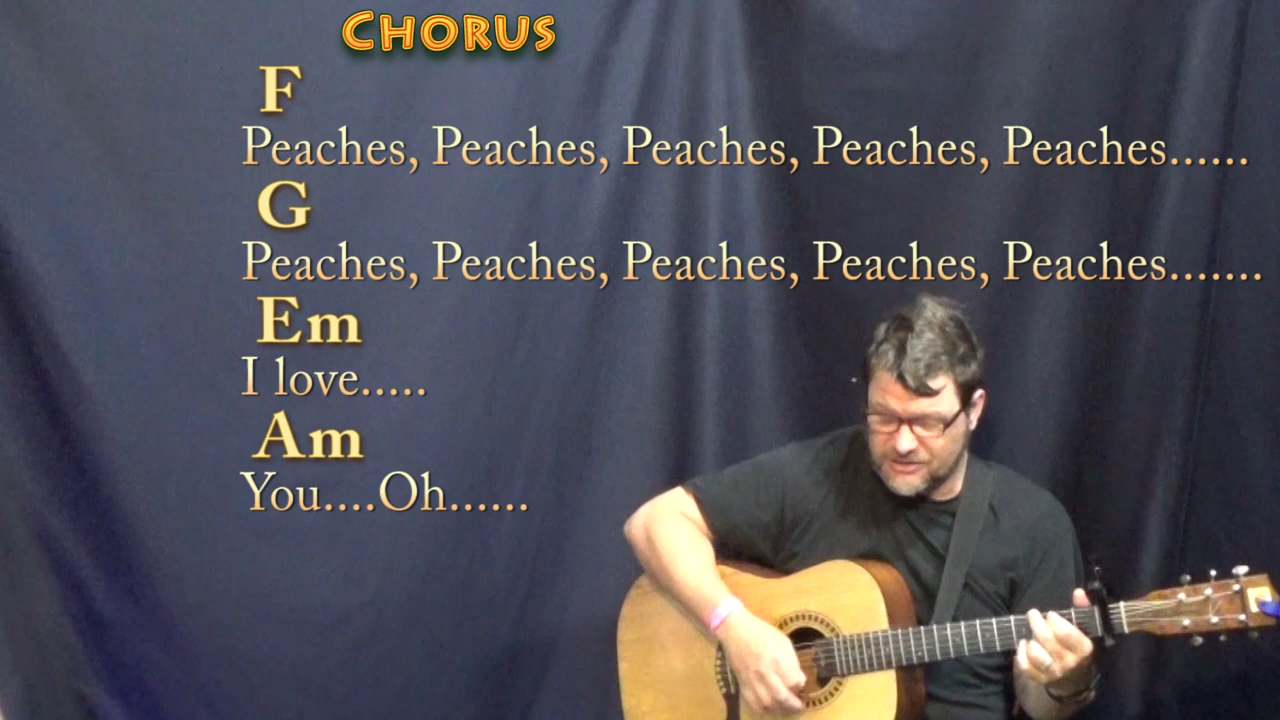 CHORUS
F
Peaches, Peaches, Peaches, Peaches, Peaches......
G
Peaches, Peaches, Peaches, Peaches, Peaches.......
Em
I love.....
Am
You....Oh......